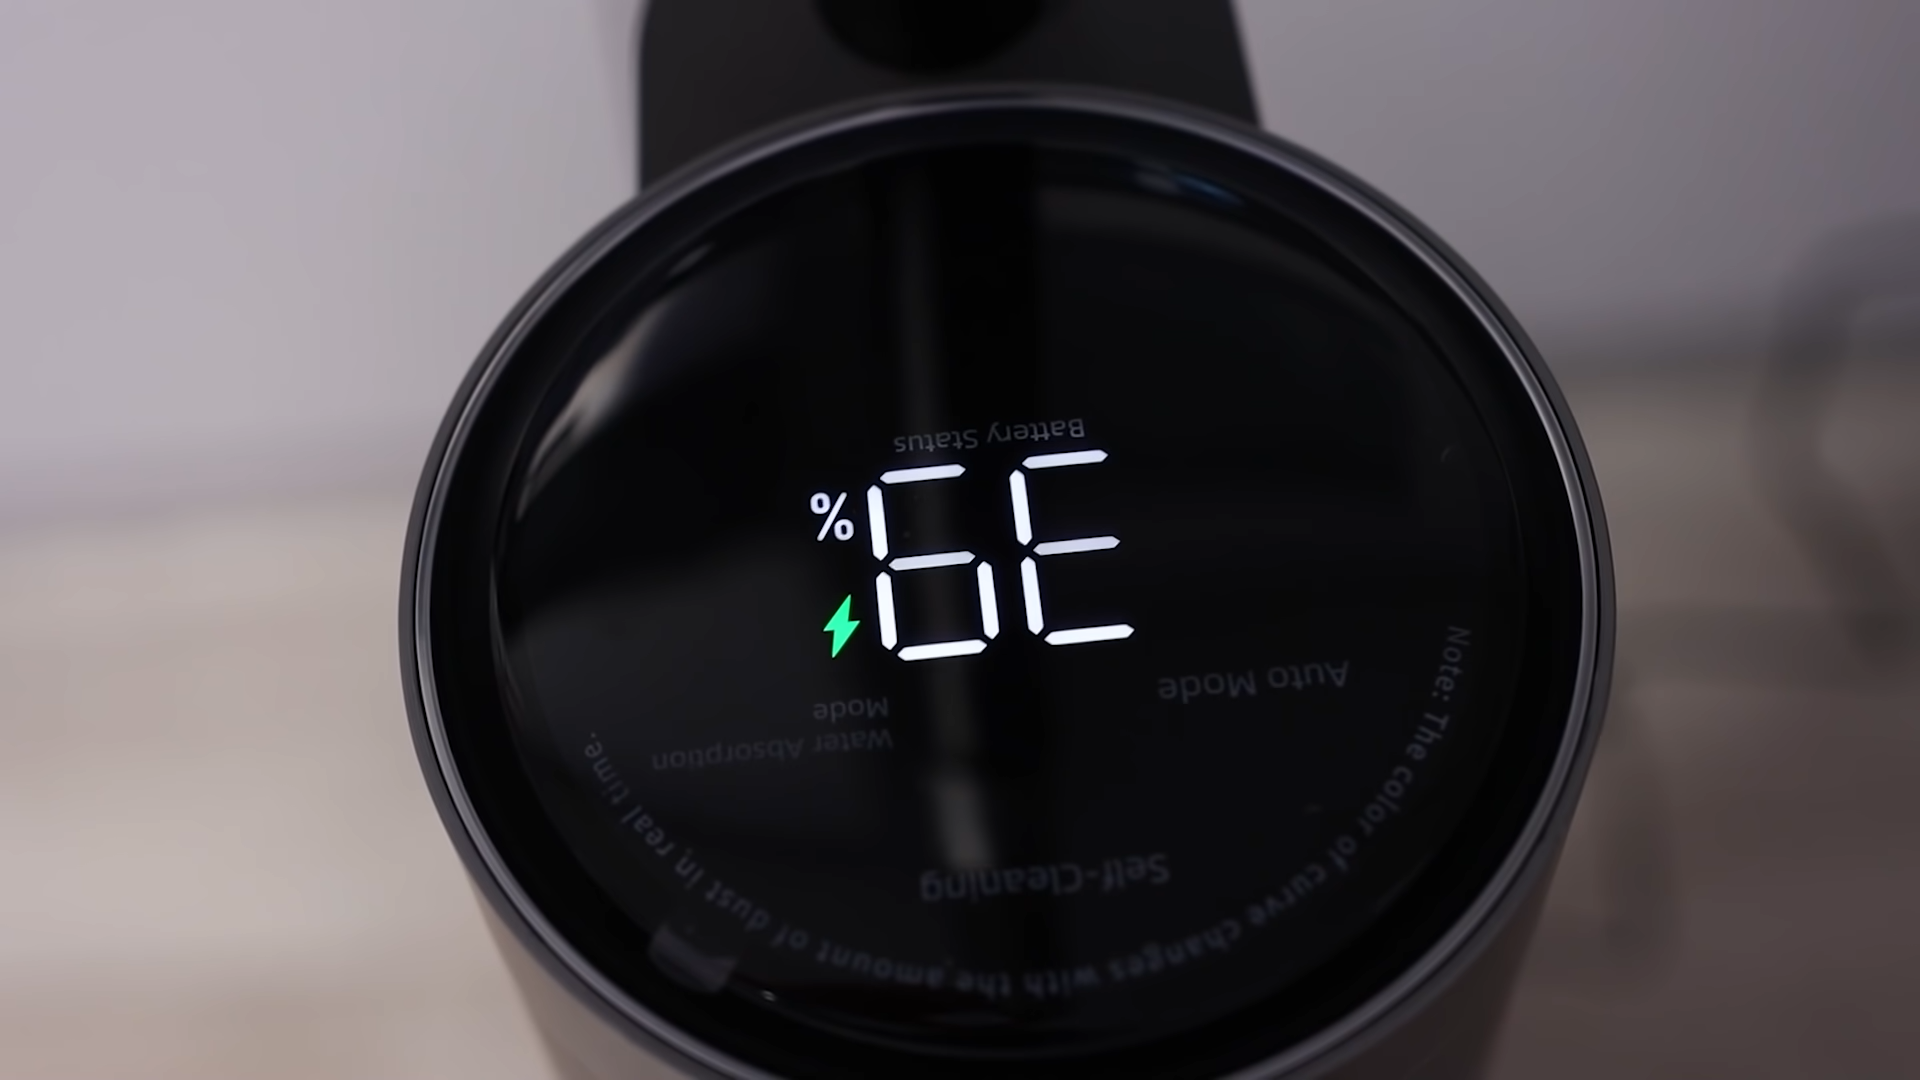 Note: The color of curve changes with the amount of dust in real time.
Self-Cleaning
Auto Mode
Water Absorption
Mode
39%
Battery Status